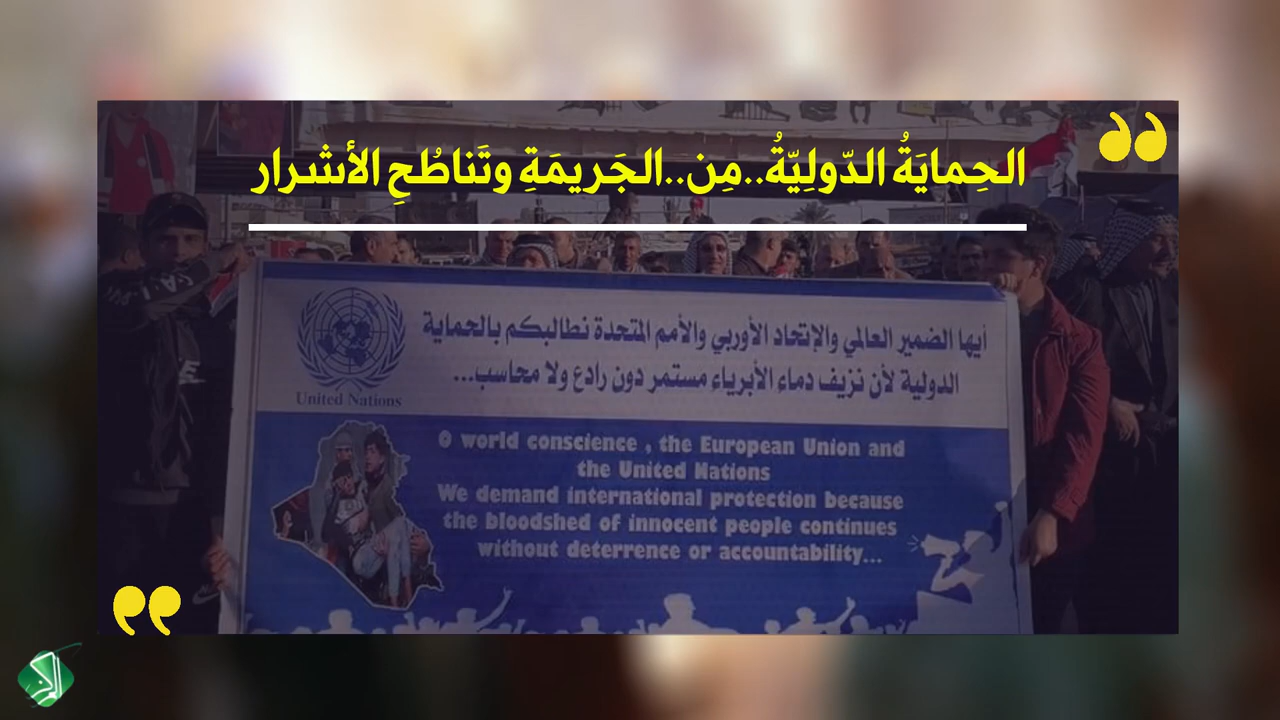 الحِمايَةُ الدّولِيّةُ..مِن..الجَريمَةِ وتَناطُحِ الأشرار
أيها الضمير العالمي والإتحاد الأوربي والأمم المتحدة نطالبكم بالحماية
الدولية لأن نزيف دماء الأبرياء مستمر دون رادع ولا محاسب...
United Nations
O world conscience , the European Union and
the United Nations
We demand international protection because
the bloodshed of innocent people continues
without deterrence or accountability...